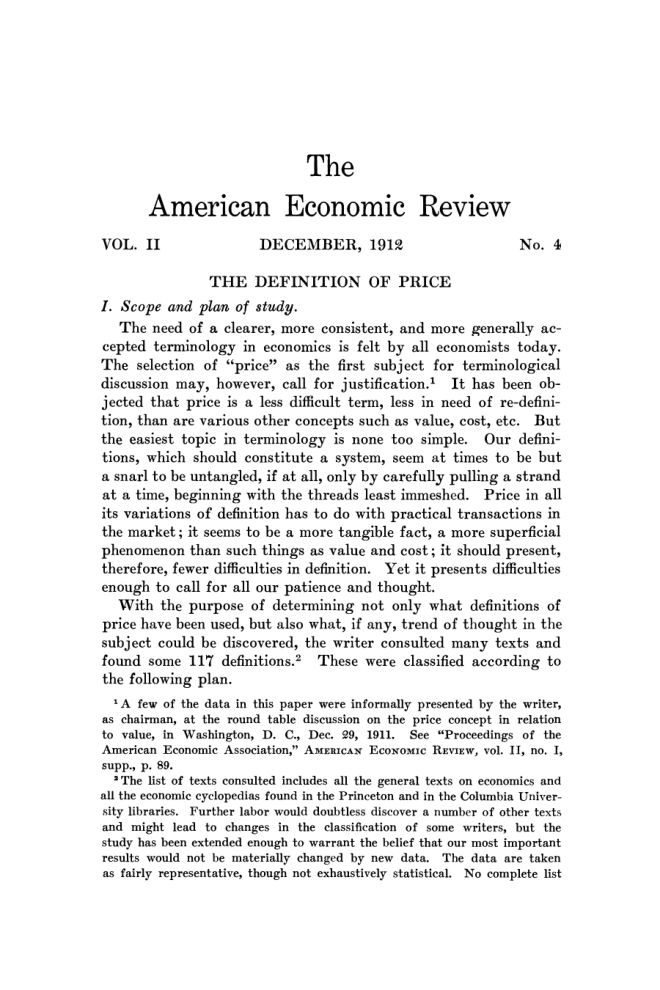 The
American Economic Review
VOL. II DECEMBER, 1912 No. 4
THE DEFINITION OF PRICE
I. Scope and plan of study.
The need of a clearer, more consistent, and more generally ac-
cepted terminology in economics is felt by all economists today.
The selection of “price” as the first subject for terminological
discussion may, however, call for justification.¹ It has been ob-
jected that price is a less difficult term, less in need of re-defini-
tion, than are various other concepts such as value, cost, etc. But
the easiest topic in terminology is none too simple. Our defini-
tions, which should constitute a system, seem at times to be but
a snarl to be untangled, if at all, only by carefully pulling a strand
at a time, beginning with the threads least immeshed. Price in all
its variations of definition has to do with practical transactions in
the market; it seems to be a more tangible fact, a more superficial
phenomenon than such things as value and cost; it should present,
therefore, fewer difficulties in definition. Yet it presents difficulties
enough to call for all our patience and thought.
With the purpose of determining not only what definitions of
price have been used, but also what, if any, trend of thought in the
subject could be discovered, the writer consulted many texts and
found some 117 definitions.² These were classified according to
the following plan.
¹ A few of the data in this paper were informally presented by the writer,
as chairman, at the round table discussion on the price concept in relation
to value, in Washington, D. C., Dec. 29, 1911. See “Proceedings of the
American Economic Association,” AMERICAN ECONOMIC REVIEW, vol. II, no. I,
supp., p. 89.
² The list of texts consulted includes all the general texts on economics and
all the economic cyclopedias found in the Princeton and in the Columbia Univer-
sity libraries. Further labor would doubtless discover a number of other texts
and might lead to changes in the classification of some writers, but the
study has been extended enough to warrant the belief that our most important
results would not be materially changed by new data. The data are taken
as fairly representative, though not exhaustively statistical. No complete list